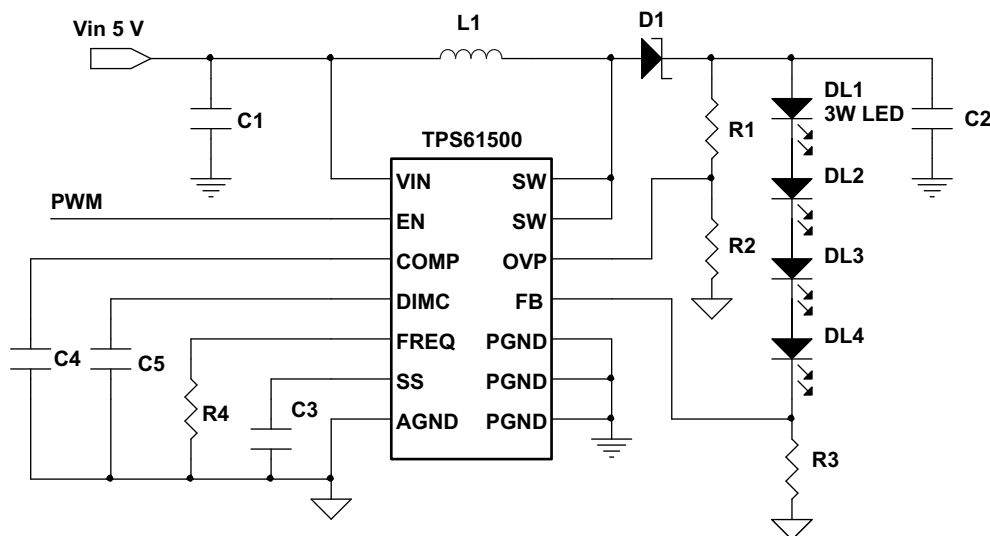 Vin 5 V
L1
D1
C1
R1
DL1
3W LED
C2
TPS61500
VIN
SW
PWM
EN
SW
DL2
COMP
OVP
R2
DL3
DIMC
FB
C4
C5
FREQ
PGND
DL4
R4
SS
PGND
C3
AGND
PGND
R3